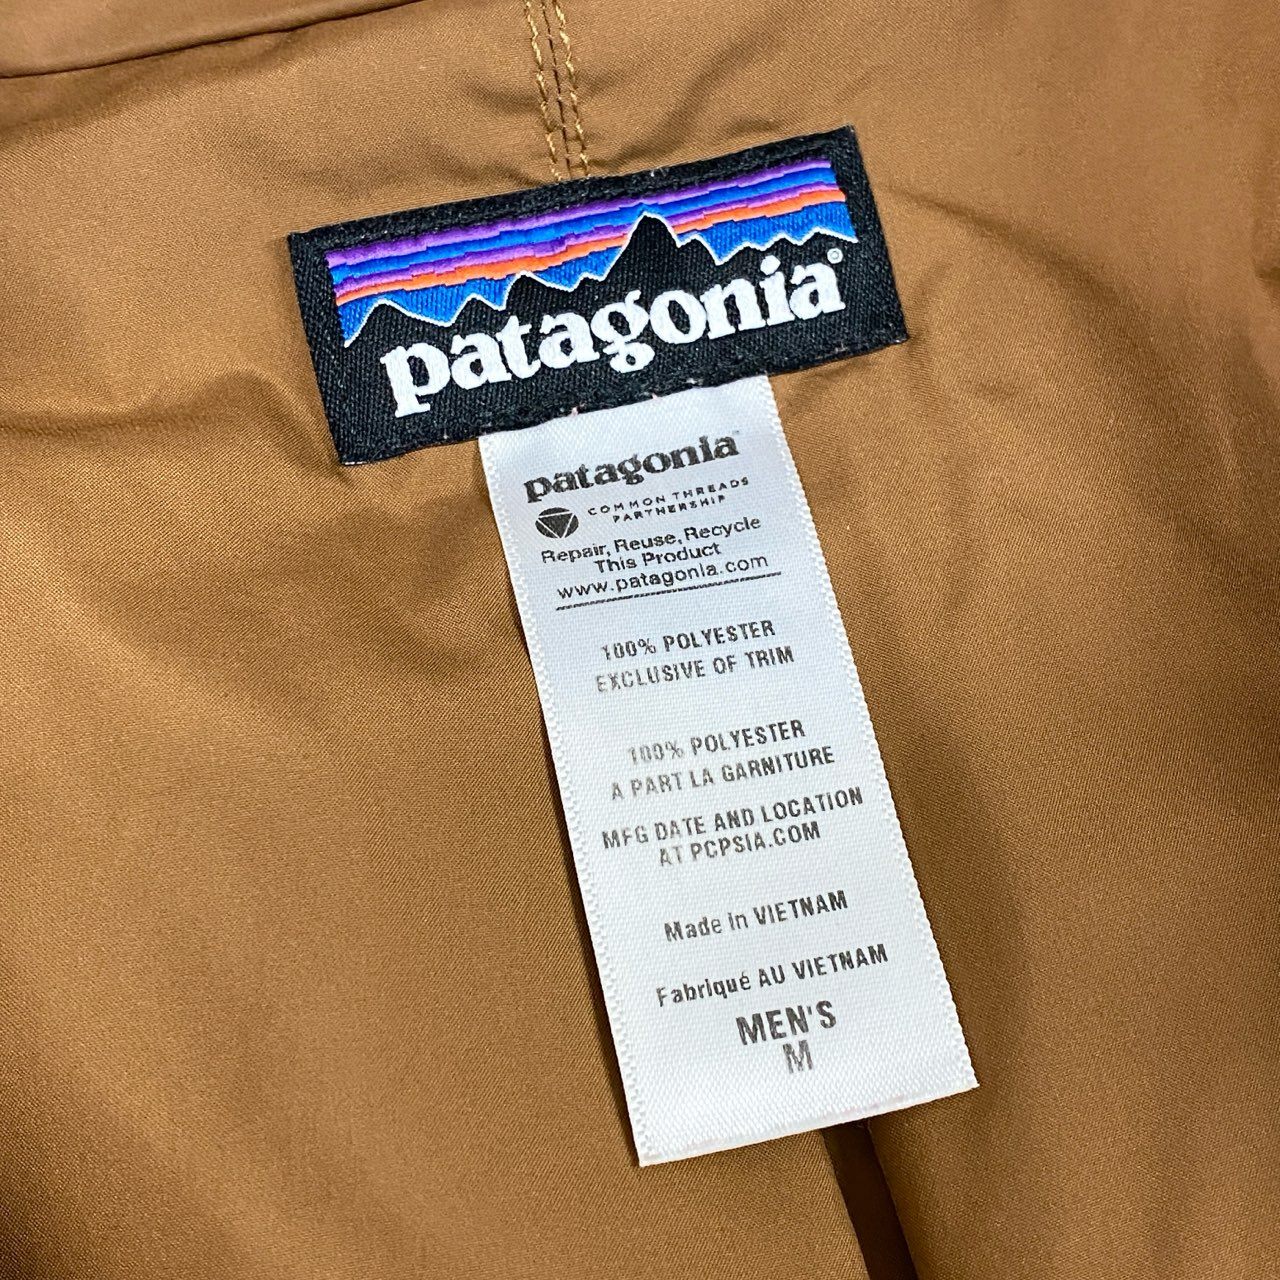 patagonia®
patagonia™
COMMON THREADS
PARTNERSHIP
Repair, Reuse, Recycle
This Product
www.patagonia.com
100% POLYESTER
EXCLUSIVE OF TRIM
100% POLYESTER
A PART LA GARNITURE
MFG DATE AND LOCATION
AT PCPSIA.COM
Made in VIETNAM
Fabriqué AU VIETNAM
MEN'S
M